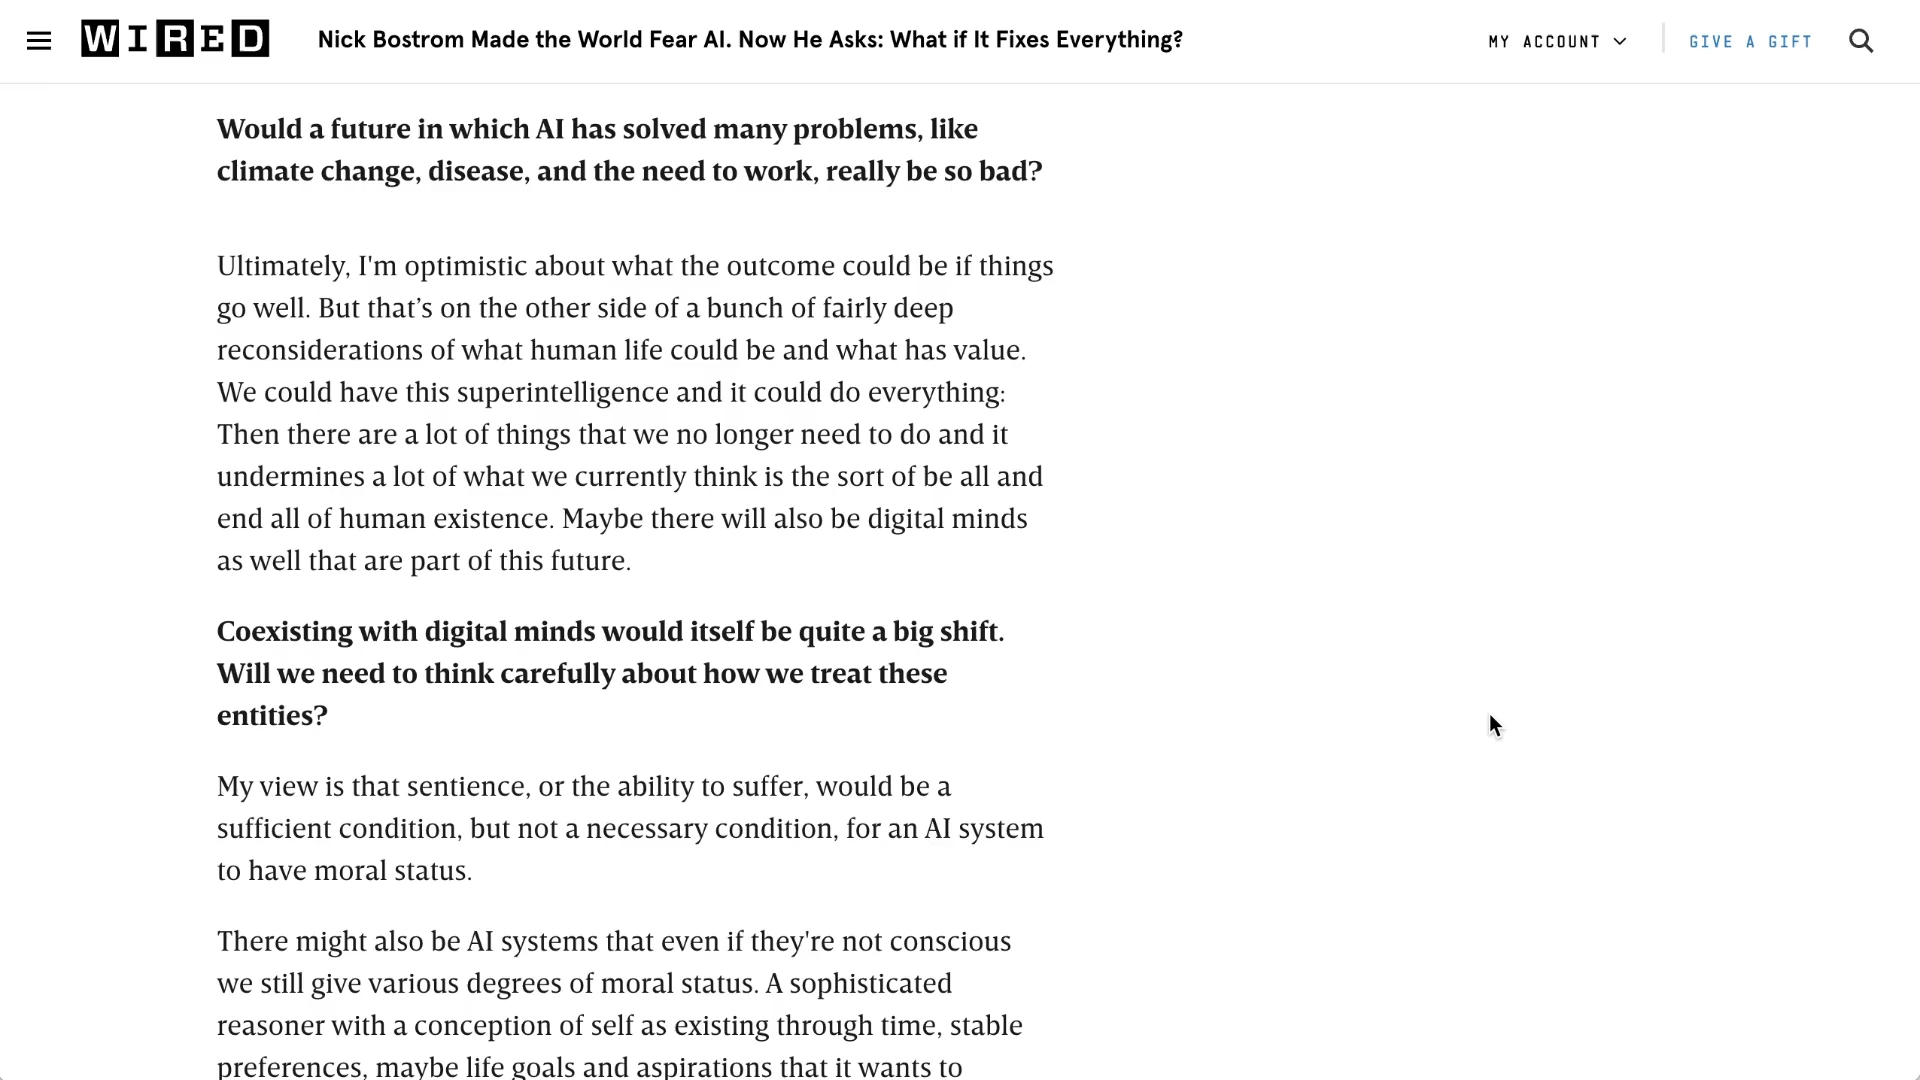 WIRED
Nick Bostrom Made the World Fear AI. Now He Asks: What if It Fixes Everything?
MY ACCOUNT
GIVE A GIFT
Would a future in which AI has solved many problems, like
climate change, disease, and the need to work, really be so bad?
Ultimately, I'm optimistic about what the outcome could be if things
go well. But that’s on the other side of a bunch of fairly deep
reconsiderations of what human life could be and what has value.
We could have this superintelligence and it could do everything:
Then there are a lot of things that we no longer need to do and it
undermines a lot of what we currently think is the sort of be all and
end all of human existence. Maybe there will also be digital minds
as well that are part of this future.
Coexisting with digital minds would itself be quite a big shift.
Will we need to think carefully about how we treat these
entities?
My view is that sentience, or the ability to suffer, would be a
sufficient condition, but not a necessary condition, for an AI system
to have moral status.
There might also be AI systems that even if they're not conscious
we still give various degrees of moral status. A sophisticated
reasoner with a conception of self as existing through time, stable
preferences, maybe life goals and aspirations that it wants to